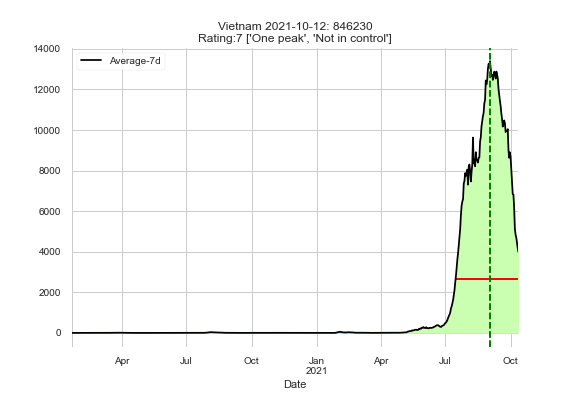 Vietnam 2021-10-12: 846230
Rating:7 ['One peak', 'Not in control']
Average-7d
14000
12000
10000
8000
6000
4000
2000
0
Apr
Jul
Oct
Jan
2021
Apr
Jul
Oct
Date